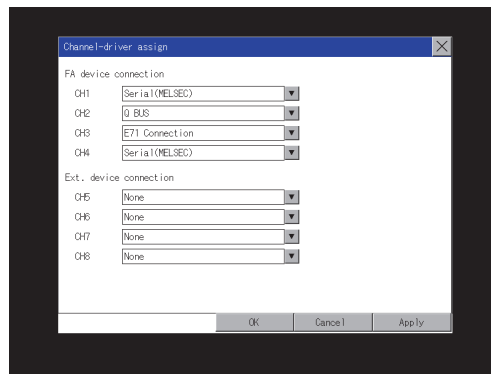 Channel-driver assign
FA device connection
CH1 Serial(MELSEC)
CH2 Q BUS
CH3 E71 Connection
CH4 Serial(MELSEC)
Ext. device connection
CH5 None
CH6 None
CH7 None
CH8 None
OK Cancel Apply